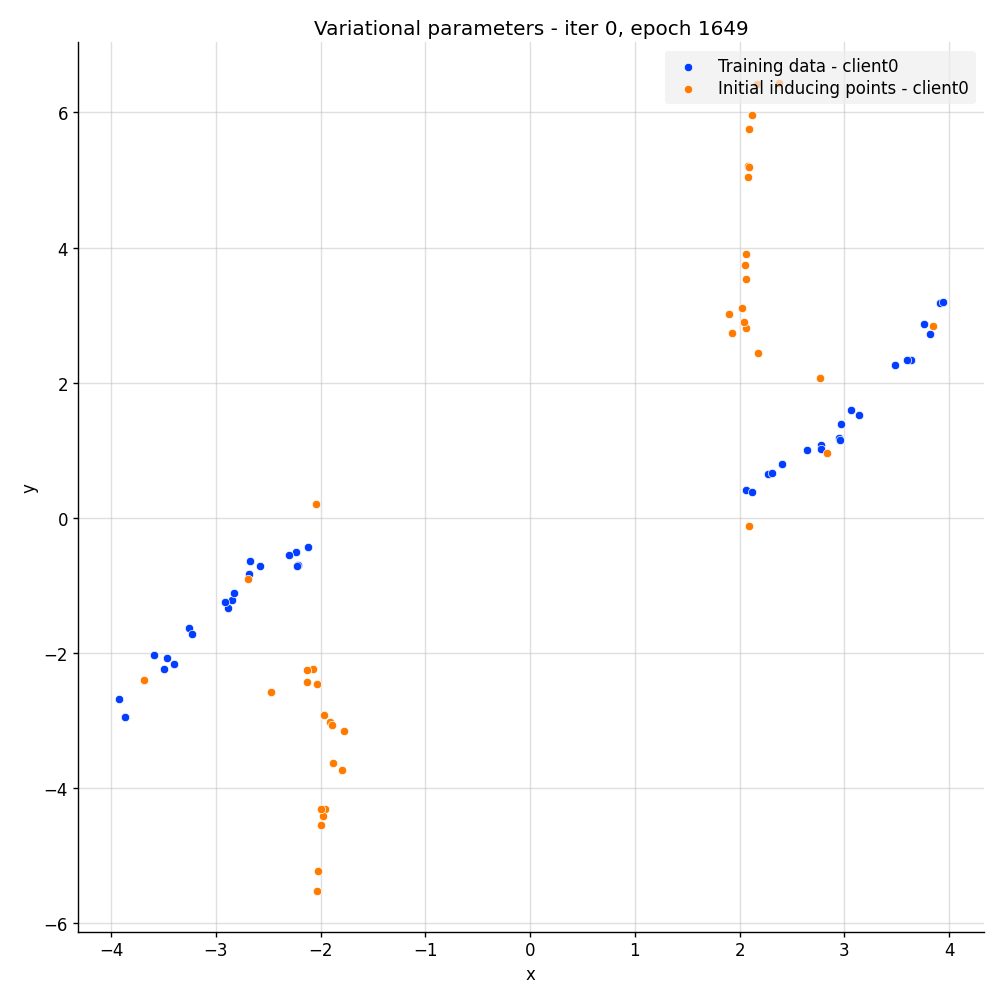 Variational parameters - iter 0, epoch 1649
Training data - client0
Initial inducing points - client0
6
4
2
0
−2
−4
−6
y
−4 −3 −2 −1 0 1 2 3 4
x